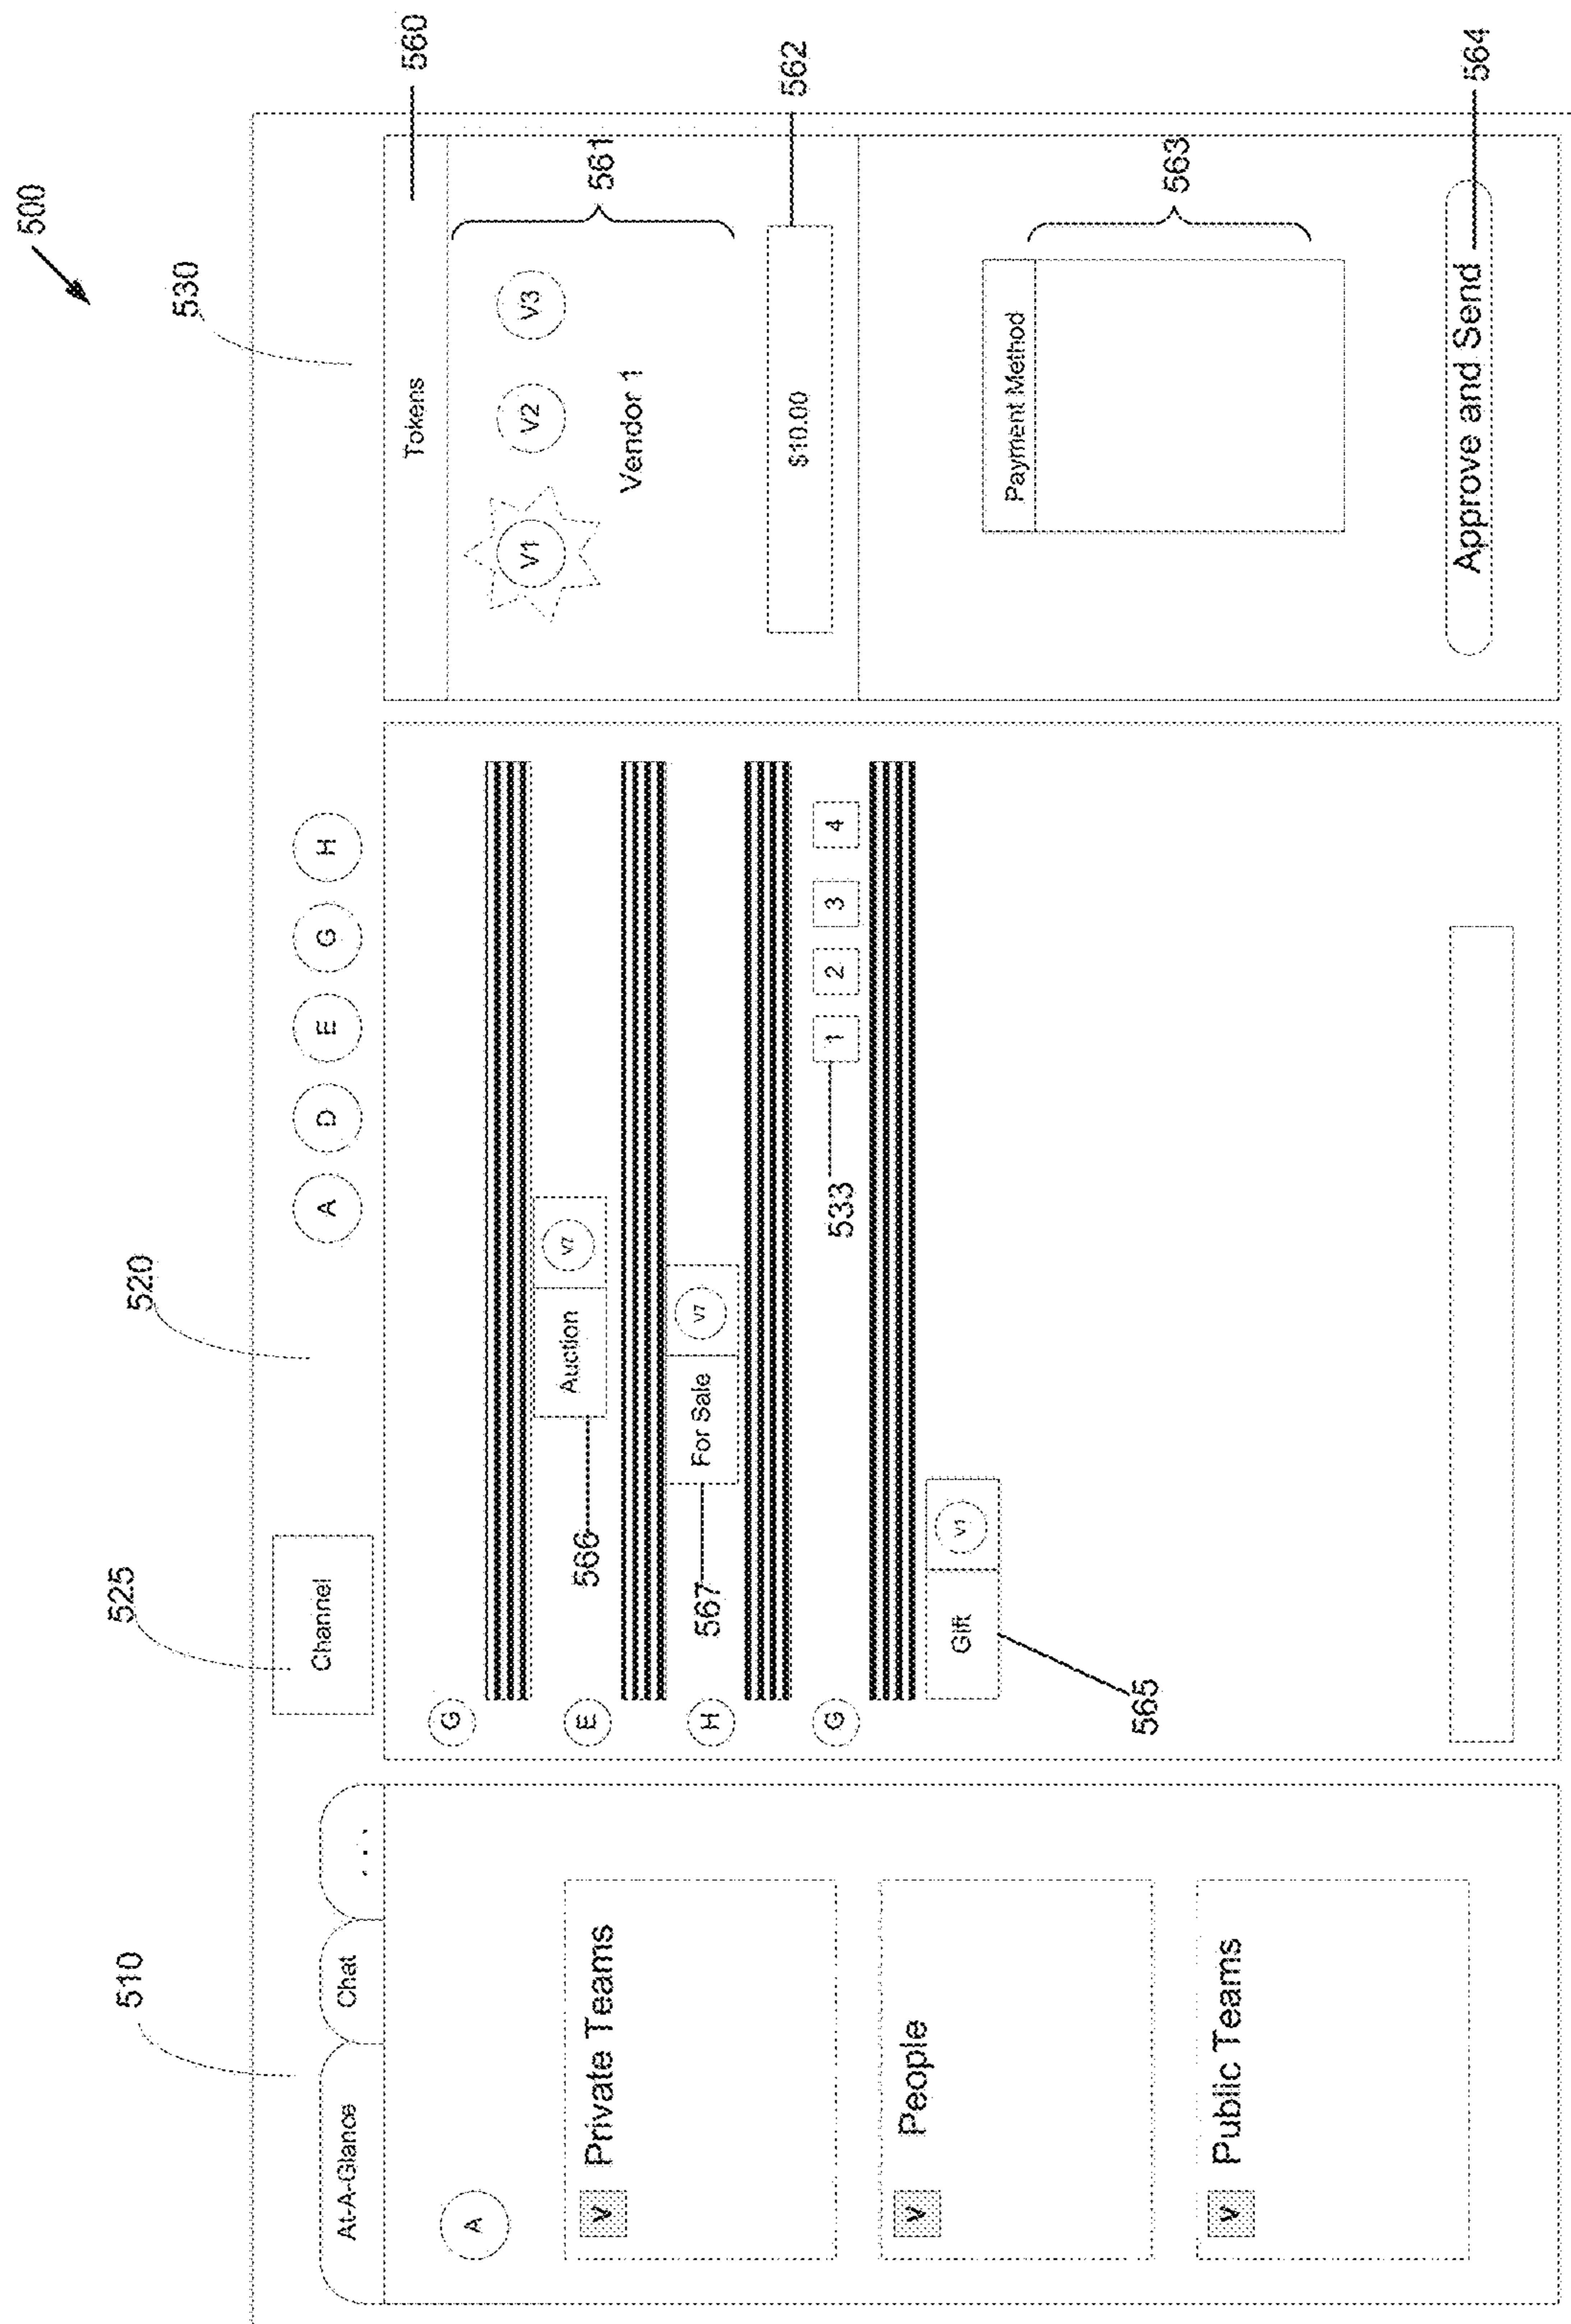 500
510
525
520
530
At-A-Glance
Chat
...
Channel
A
D
E
G
H
Tokens
560
A
V Private Teams
V People
V Public Teams
G
Auction
V7
566
E
For Sale
V7
567
H
533
1
2
3
4
G
Gift
V1
565
V1
V2
V3
561
Vendor 1
$10.00
562
Payment Method
563
Approve and Send
564